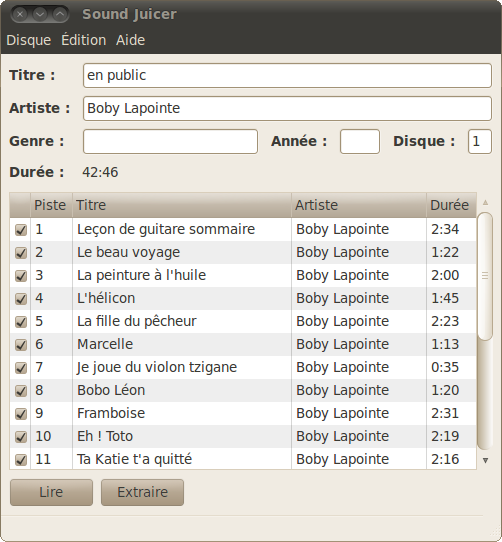 Sound Juicer
Disque Édition Aide
Titre : en public
Artiste : Boby Lapointe
Genre : Année : Disque : 1
Durée : 42:46
Piste Titre Artiste Durée
1 Leçon de guitare sommaire Boby Lapointe 2:34
2 Le beau voyage Boby Lapointe 1:22
3 La peinture à l'huile Boby Lapointe 2:00
4 L'hélicon Boby Lapointe 1:45
5 La fille du pêcheur Boby Lapointe 2:23
6 Marcelle Boby Lapointe 1:13
7 Je joue du violon tzigane Boby Lapointe 0:35
8 Bobo Léon Boby Lapointe 1:20
9 Framboise Boby Lapointe 2:31
10 Eh ! Toto Boby Lapointe 2:19
11 Ta Katie t'a quitté Boby Lapointe 2:16
Lire Extraire